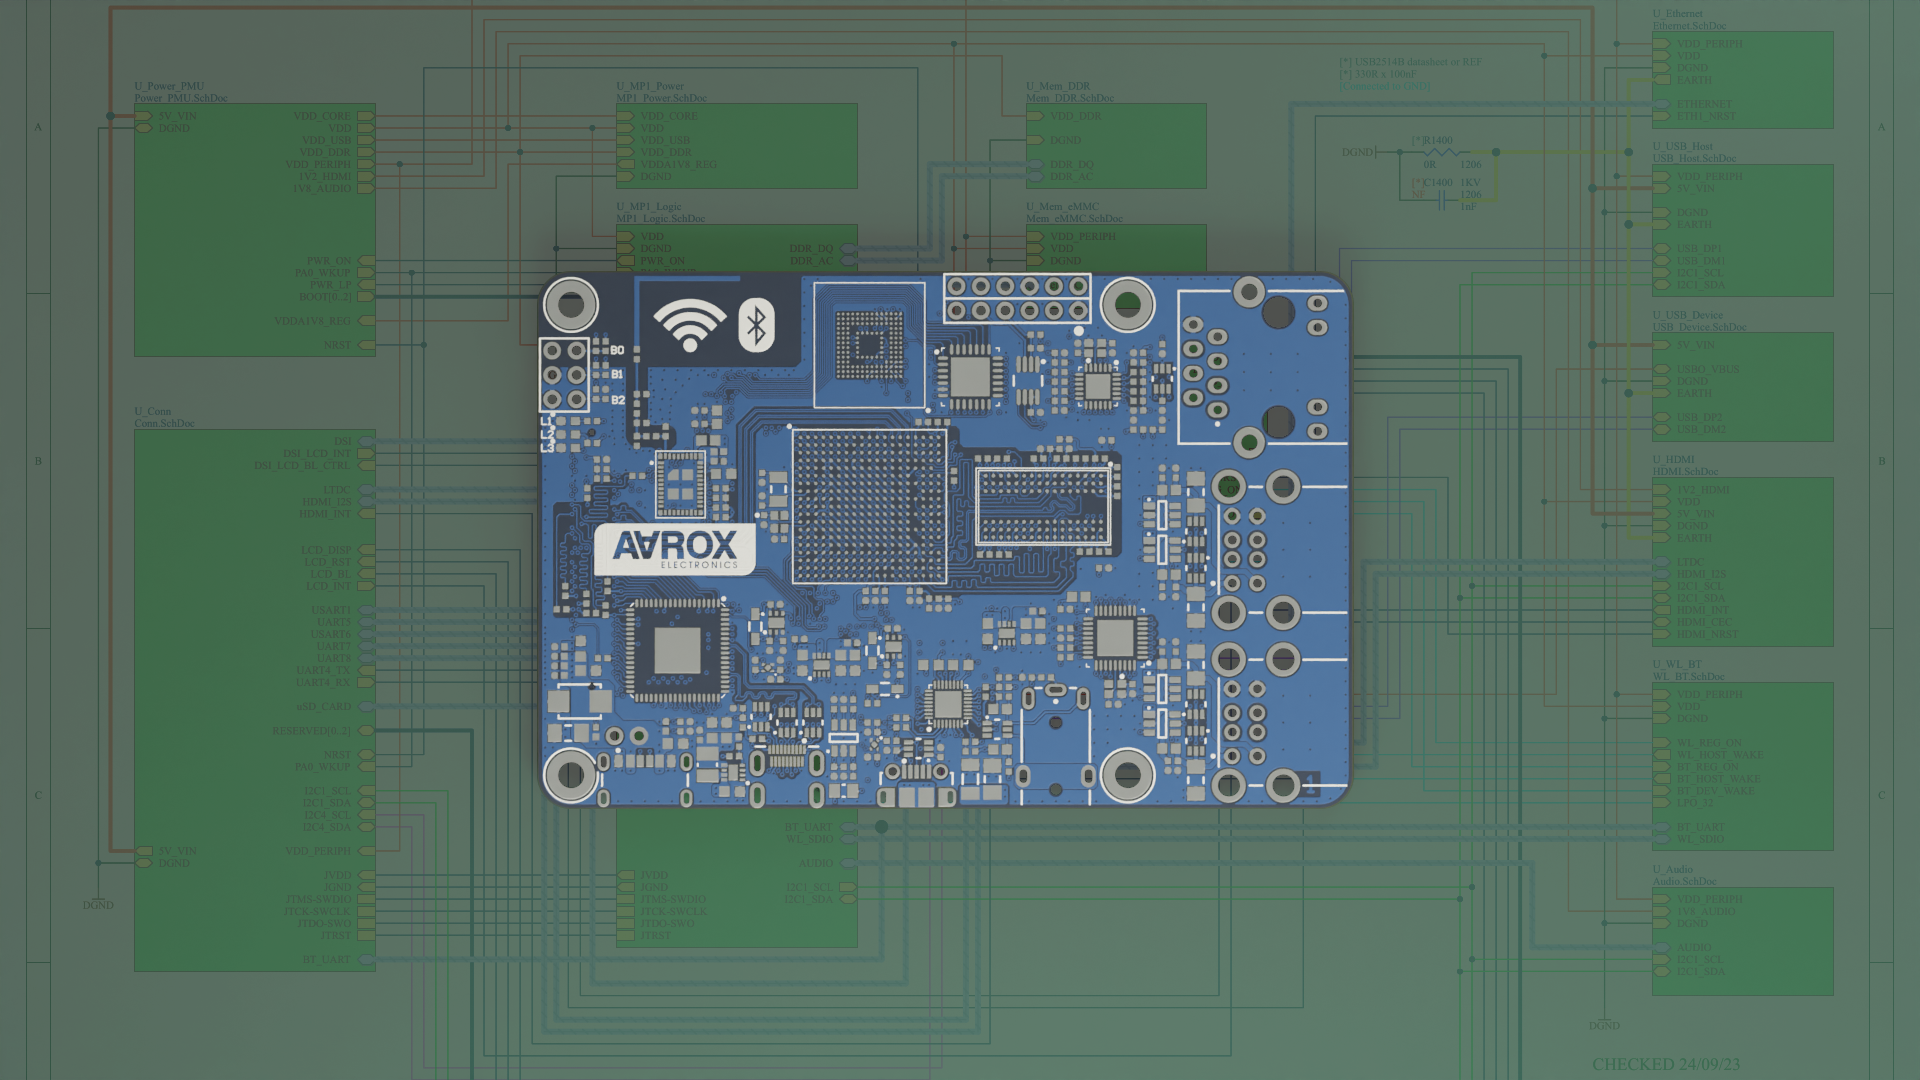 U_Power_PMU
Power_PMU.SchDoc
5V_VIN
DGND
VDD_CORE
VDD
VDD_USB
VDD_DDR
VDD_PERIPH
1V2_HDMI
1V8_AUDIO
PWR_ON
PA0_WKUP
PWR_LP
BOOT[0..2]
VDDA1V8_REG
NRST
U_MP1_Power
MP1_Power.SchDoc
VDD_CORE
VDD
VDD_USB
VDD_DDR
VDDA1V8_REG
DGND
U_MP1_Logic
MP1_Logic.SchDoc
VDD
DGND
PWR_ON
DDR_DQ
DDR_AC
U_Mem_DDR
Mem_DDR.SchDoc
VDD_DDR
DGND
DDR_DQ
DDR_AC
U_Mem_eMMC
Mem_eMMC.SchDoc
VDD_PERIPH
VDD
DGND
[*] USB2514B datasheet or REF
[*] 330R x 100nF
[Connected to GND]
DGND
[*]R1400
0R 1206
[*]C1400 1KV
NF 1206
1nF
U_Ethernet
Ethernet.SchDoc
VDD_PERIPH
VDD
DGND
EARTH
ETHERNET
ETH1_NRST
U_USB_Host
USB_Host.SchDoc
VDD_PERIPH
5V_VIN
DGND
EARTH
USB_DP1
USB_DM1
I2C1_SCL
I2C1_SDA
U_USB_Device
USB_Device.SchDoc
5V_VIN
USBO_VBUS
DGND
EARTH
USB_DP2
USB_DM2
U_HDMI
HDMI.SchDoc
1V2_HDMI
VDD
5V_VIN
DGND
EARTH
LTDC
HDMI_I2S
I2C1_SCL
I2C1_SDA
HDMI_INT
HDMI_CEC
HDMI_NRST
U_WL_BT
WL_BT.SchDoc
VDD_PERIPH
VDD
DGND
WL_REG_ON
WL_HOST_WAKE
BT_REG_ON
BT_HOST_WAKE
BT_DEV_WAKE
LPO_32
BT_UART
WL_SDIO
U_Audio
Audio.SchDoc
VDD_PERIPH
1V8_AUDIO
DGND
AUDIO
I2C1_SCL
I2C1_SDA
DGND
CHECKED 24/09/23
U_Conn
Conn.SchDoc
DSI
DSI_LCD_INT
DSI_LCD_BL_CTRL
LTDC
HDMI_I2S
HDMI_INT
LCD_DISP
LCD_RST
LCD_BL
LCD_INT
USART1
UART5
USART6
UART7
UART8
UART4_TX
UART4_RX
uSD_CARD
RESERVED[0..2]
NRST
PA0_WKUP
I2C1_SCL
I2C1_SDA
I2C4_SCL
I2C4_SDA
5V_VIN
DGND
VDD_PERIPH
JVDD
JGND
JTMS-SWDIO
JTCK-SWCLK
JTDO-SWO
JTRST
BT_UART
DGND
BT_UART
WL_SDIO
AUDIO
I2C1_SCL
I2C1_SDA
JVDD
JGND
JTMS-SWDIO
JTCK-SWCLK
JTDO-SWO
JTRST
B0
B1
B2
L1
L2
L3
AAROX
ELECTRONICS
1
A
B
C
A
B
C